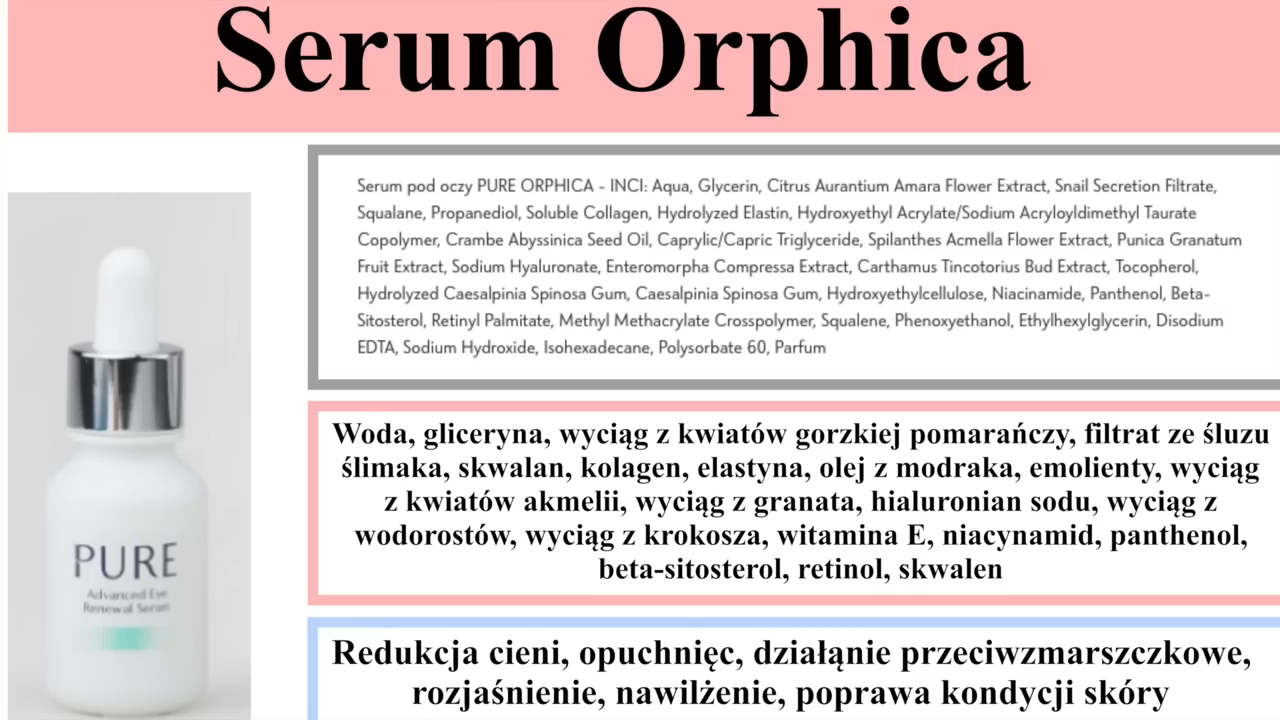 Serum Orphica
Serum pod oczy PURE ORPHICA - INCI: Aqua, Glycerin, Citrus Aurantium Amara Flower Extract, Snail Secretion Filtrate,
Squalane, Propanediol, Soluble Collagen, Hydrolyzed Elastin, Hydroxyethyl Acrylate/Sodium Acryloyldimethyl Taurate
Copolymer, Crambe Abyssinica Seed Oil, Caprylic/Capric Triglyceride, Spilanthes Acmella Flower Extract, Punica Granatum
Fruit Extract, Sodium Hyaluronate, Enteromorpha Compressa Extract, Carthamus Tincotorius Bud Extract, Tocopherol,
Hydrolyzed Caesalpinia Spinosa Gum, Caesalpinia Spinosa Gum, Hydroxyethylcellulose, Niacinamide, Panthenol, Beta-
Sitosterol, Retinyl Palmitate, Methyl Methacrylate Crosspolymer, Squalene, Phenoxyethanol, Ethylhexylglycerin, Disodium
EDTA, Sodium Hydroxide, Isohexadecane, Polysorbate 60, Parfum
Woda, gliceryna, wyciąg z kwiatów gorzkiej pomarańczy, filtrat ze śluzu
ślimaka, skwalan, kolagen, elastyna, olej z modraka, emolienty, wyciąg
z kwiatów akmelii, wyciąg z granata, hialuronian sodu, wyciąg z
wodorostów, wyciąg z krokosza, witamina E, niacynamid, panthenol,
beta-sitosterol, retinol, skwalen
PURE
Advanced Eye
Renewal Serum
Redukcja cieni, opuchnięc, działąnie przeciwzmarszczkowe,
rozjaśnienie, nawilżenie, poprawa kondycji skóry